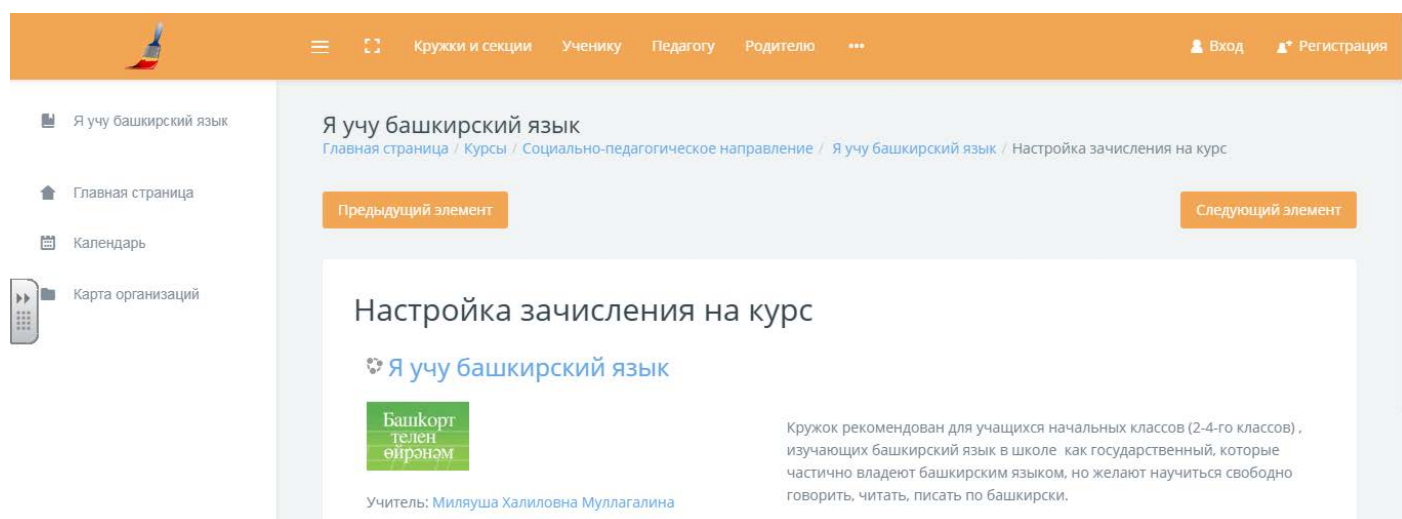 Кружки и секции Ученику Педагогу Родителю ••• Вход Регистрация
Я учу башкирский язык
Главная страница
Календарь
Карта организаций
Я учу башкирский язык
Главная страница / Курсы / Социально-педагогическое направление / Я учу башкирский язык / Настройка зачисления на курс
Предыдущий элемент
Следующий элемент
Настройка зачисления на курс
Я учу башкирский язык
Башҡорт
телен
өйрәнәм
Учитель: Миляуша Халиловна Муллагалина
Кружок рекомендован для учащихся начальных классов (2-4-го классов) ,
изучающих башкирский язык в школе как государственный, которые
частично владеют башкирским языком, но желают научиться свободно
говорить, читать, писать по башкирски.